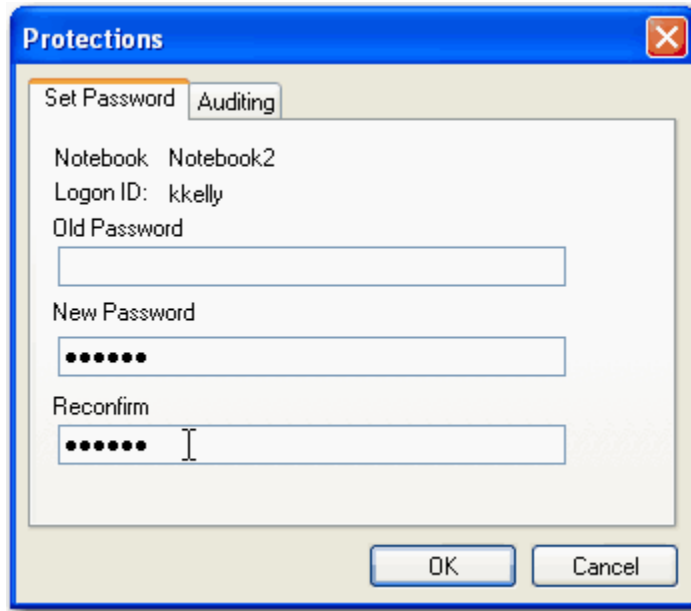 Protections
Set Password Auditing
Notebook Notebook2
Logon ID: kkelly
Old Password
New Password
●●●●●●
Reconfirm
●●●●●●
OK Cancel